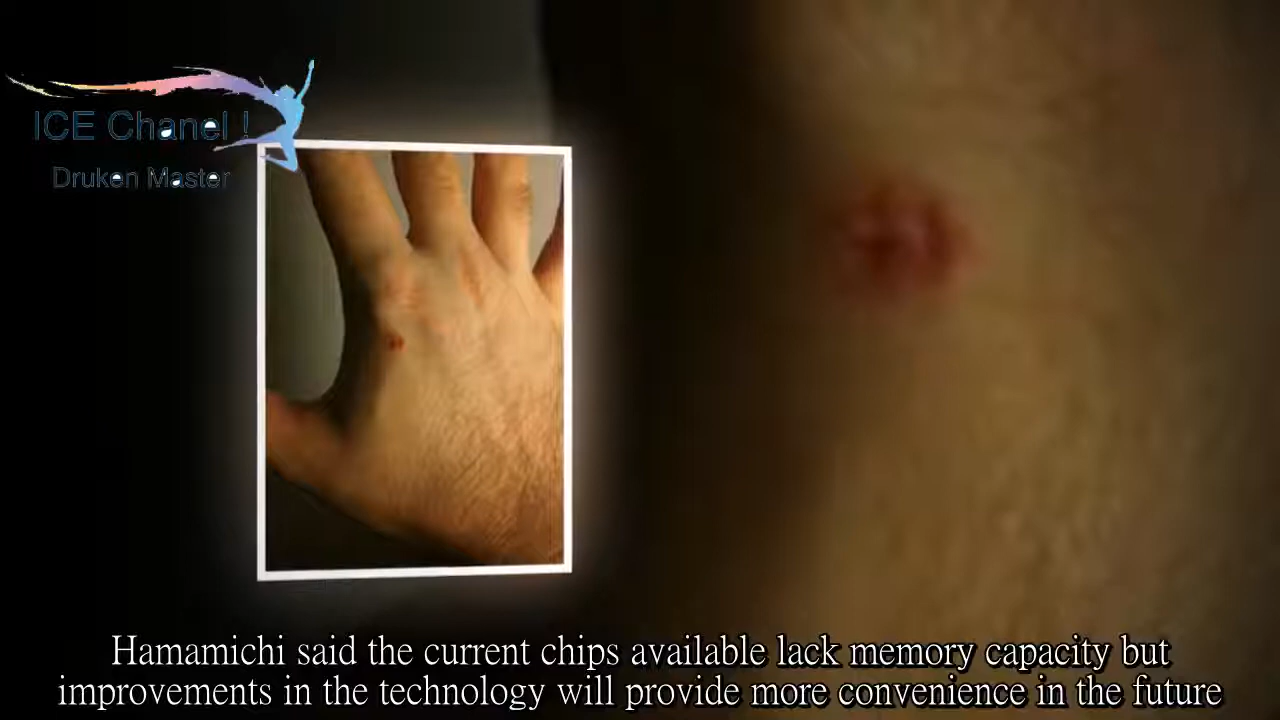 ICE Chanel !
Druken Master
Hamamichi said the current chips available lack memory capacity but
improvements in the technology will provide more convenience in the future